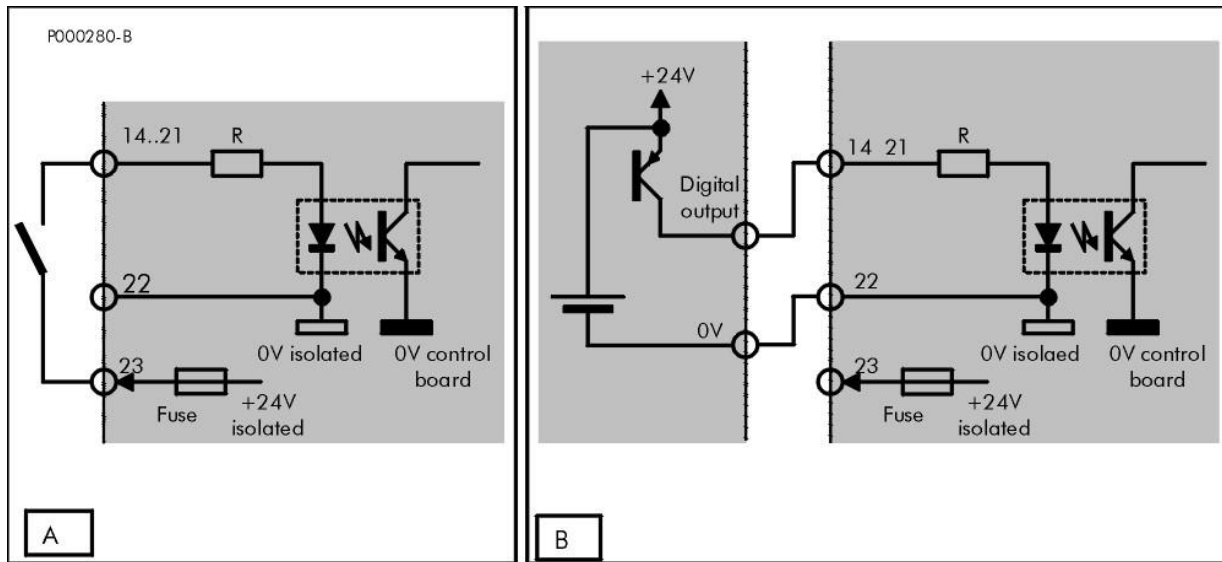 P000280-B
14..21
R
22
0V isolated
0V control
board
23
Fuse
+24V
isolated
A
+24V
Digital
output
0V
14 21
R
22
0V isolaed
0V control
board
23
Fuse
+24V
isolated
B